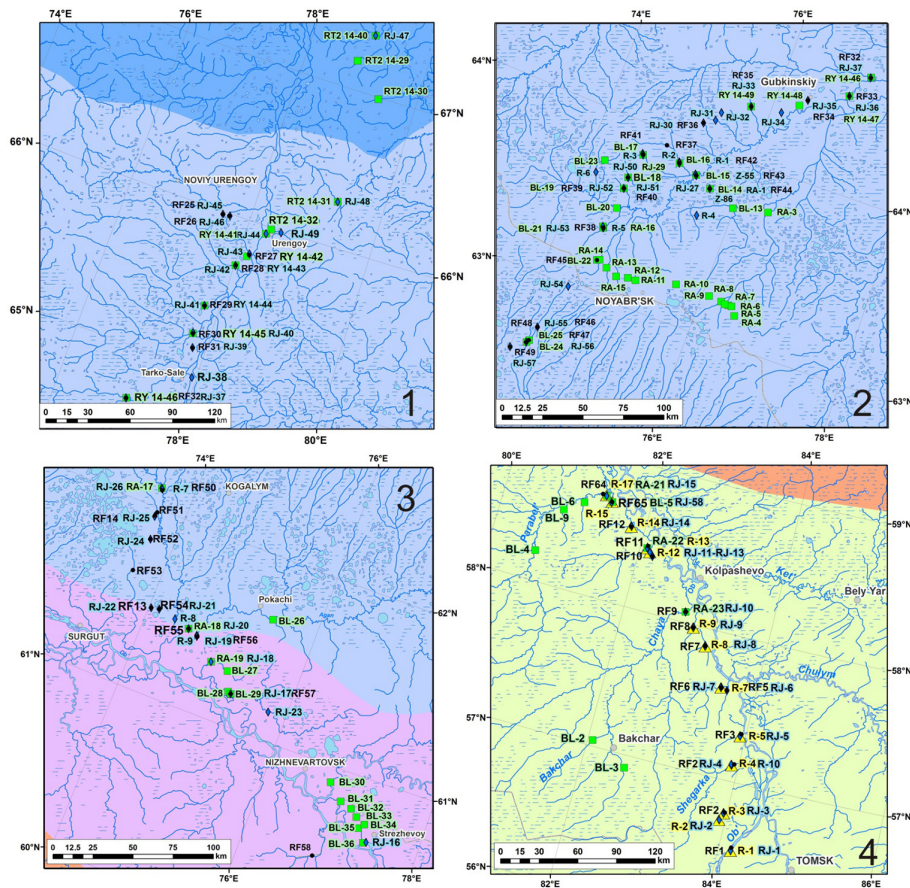 74°E 76°E 78°E
RT2 14-40 RJ-47
RT2 14-29
RT2 14-30
67°N
66°N
NOVIY URENGOY
RF25 RJ-45
RF26 RJ-46
RT2 14-31 RJ-48
RT2 14-32
RY 14-41 RJ-44 RJ-49
Urengoy
RJ-43 RF27 RY 14-42
RJ-42 RF28 RY 14-43
66°N
65°N
RJ-41 RF29 RY 14-44
RF30 RY 14-45 RJ-40
RF31 RJ-39
Tarko-Sale RJ-38
RY 14-46 RF32 RJ-37
0 15 30 60 90 120 km
1
78°E 80°E
74°E 76°E
64°N
RF32
RJ-37
RY 14-46
RF35
RJ-33
RY 14-49
Gubkinskiy
RY 14-48
RF33
RJ-36
RY 14-47
RJ-35
RF34
RJ-34
RJ-31 RJ-32
RJ-30 RF36
RF41
RF37
BL-17
R-3 R-2
BL-16 R-1 RF42
BL-23
R-6
RJ-50 RJ-29
BL-18
BL-15 Z-55 RF43
BL-19 RF39 RJ-52 RJ-51
RF40
RJ-27 BL-14 RA-1 RF44
Z-86
BL-20
R-4
BL-13 RA-3
BL-21 RJ-53 RF38 R-5 RA-16
64°N
63°N
RA-14
RF45 BL-22 RA-13
RA-12
RA-11
RA-15
RA-10
RA-9 RA-8
RA-7
RA-6
RA-5
RA-4
RJ-54
NOYABR'SK
RF48 RJ-55 RF46
BL-25 RF47
BL-24 RJ-56
RF49
RJ-57
0 12.5 25 50 75 100 km
63°N
2
76°E 78°E
74°E 76°E
RJ-26 RA-17 R-7 RF50
KOGALYM
RF51
RF14 RJ-25
RJ-24 RF52
RF53
RJ-22 RF13 RF54 RJ-21
R-8
Pokachi
Agan
62°N
RF55 RA-18 RJ-20
R-9 RJ-19 RF56
BL-26
SURGUT
61°N
RA-19 RJ-18
BL-27
BL-28 BL-29 RJ-17 RF57
RJ-23
NIZHNEVARTOVSK
BL-30
BL-31
BL-32
BL-33
BL-34
BL-35
Strezhevoy
BL-36 RJ-16
RF58
61°N
60°N
0 12.5 25 50 75 100 km
3
76°E 78°E
80°E 82°E 84°E
RF64 R-17 RA-21 RJ-15
BL-6
RF65 BL-5 RJ-58
R-15
BL-9
Parabel
RF12 R-14 RJ-14
BL-4
RF11 RA-22 R-13
RF10 R-12 RJ-11 RJ-13
58°N
Kolpashevo
Ket'
Bely-Yar
RF9 RA-23 RJ-10
Chaya
RF8 R-9 RJ-9
RF7 R-8 RJ-8
58°N
Chulym
RF6 RJ-7 R-7 RF5 RJ-6
57°N
BL-2
Bakchar
RF3 R-5 RJ-5
Bakchar
BL-3
RF2 RJ-4 R-4 R-10
Shegarka
RF2 R-3 RJ-3
R-2 RJ-2
Ob'
57°N
RF1 R-1 RJ-1
TOMSK
56°N
0 20 40 80 120 160 km
4
82°E 84°E 86°E